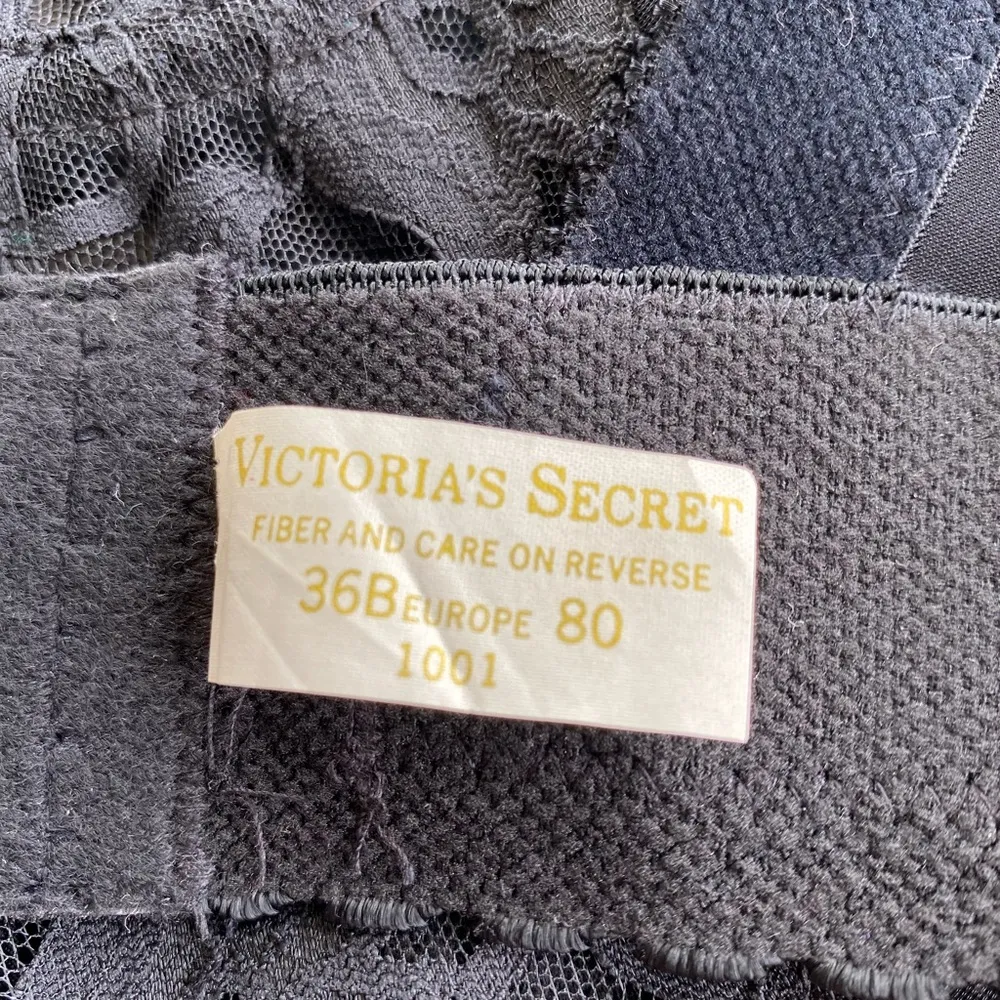 VICTORIA'S SECRET
FIBER AND CARE ON REVERSE
36B EUROPE 80
1001